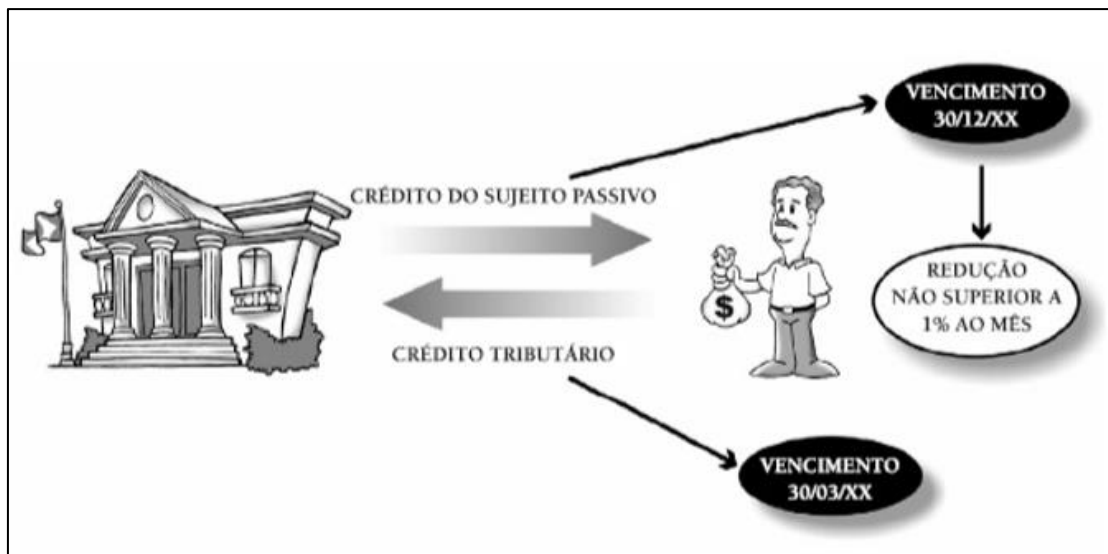 VENCIMENTO
30/12/XX
CRÉDITO DO SUJEITO PASSIVO
REDUÇÃO
NÃO SUPERIOR A
1% AO MÊS
$
CRÉDITO TRIBUTÁRIO
VENCIMENTO
30/03/XX